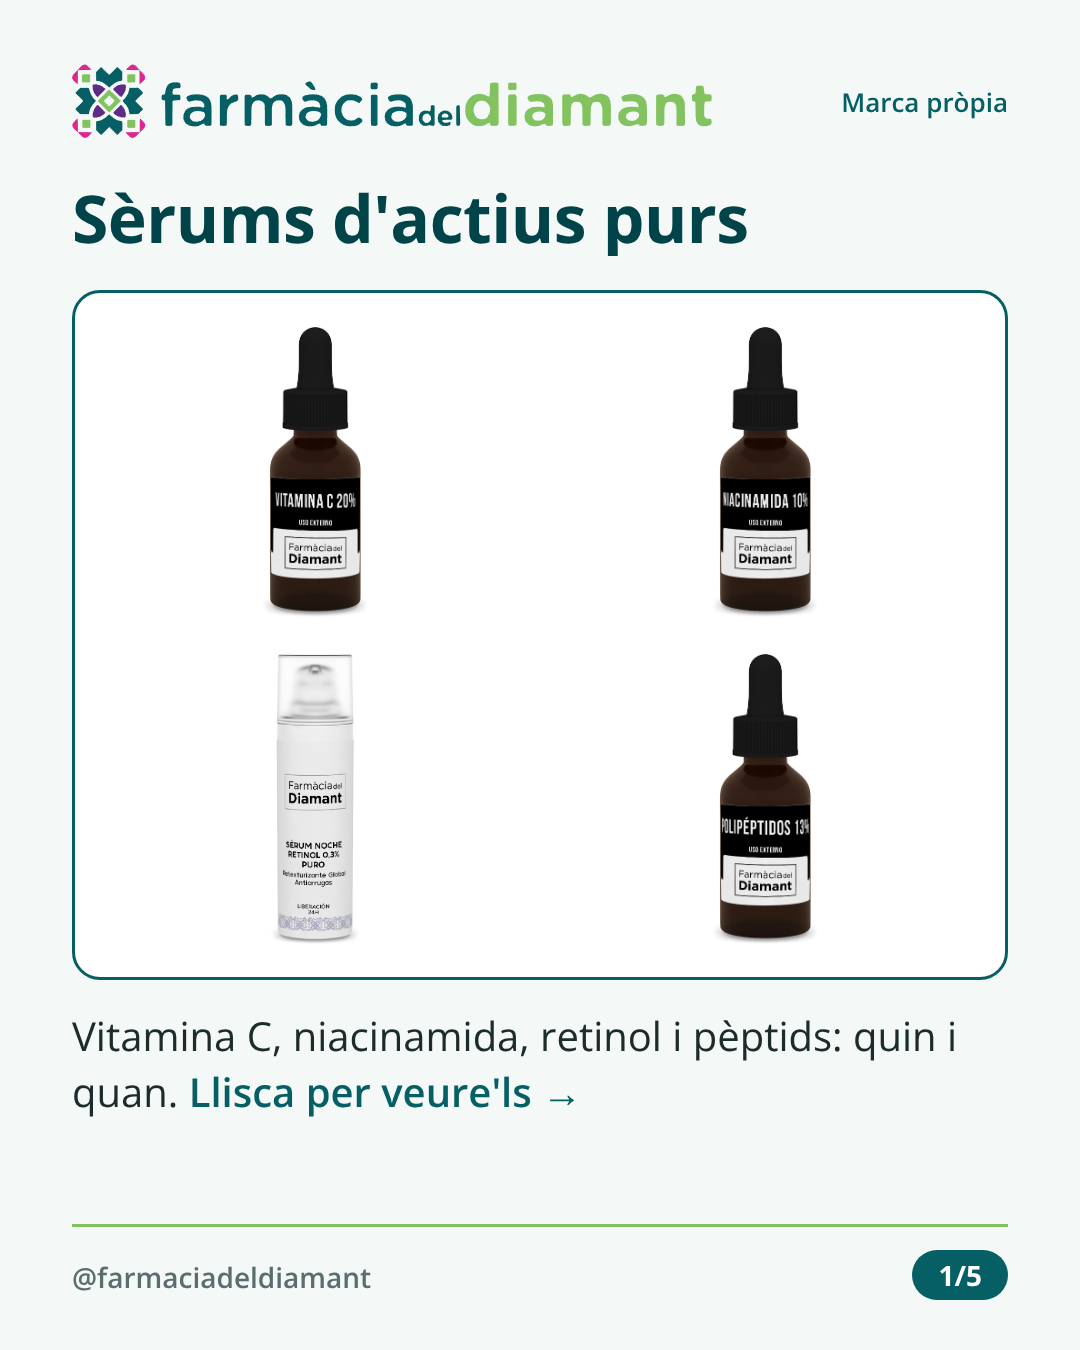 farmàciadeldiamant
Marca pròpia
Sèrums d'actius purs
VITAMINA C 20%
USO EXTERNO
Farmàciadel
Diamant
NIACINAMIDA 10%
USO EXTERNO
Farmàciadel
Diamant
Farmàciadel
Diamant
SÉRUM NOCHE
RETINOL 0,3%
PURO
Retexturizante Global
Antiarrugas
LIBERACIÓN
24H
POLIPÉPTIDOS 13%
USO EXTERNO
Farmàciadel
Diamant
Vitamina C, niacinamida, retinol i pèptids: quin i
quan. Llisca per veure'ls →
@farmaciadeldiamant
1/5